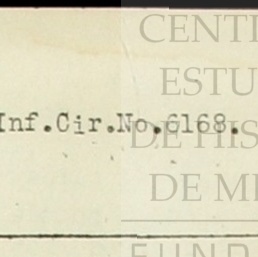 CENT
ESTU
Inf.Cir.No.6168.
DE HIS
DE M
FUND